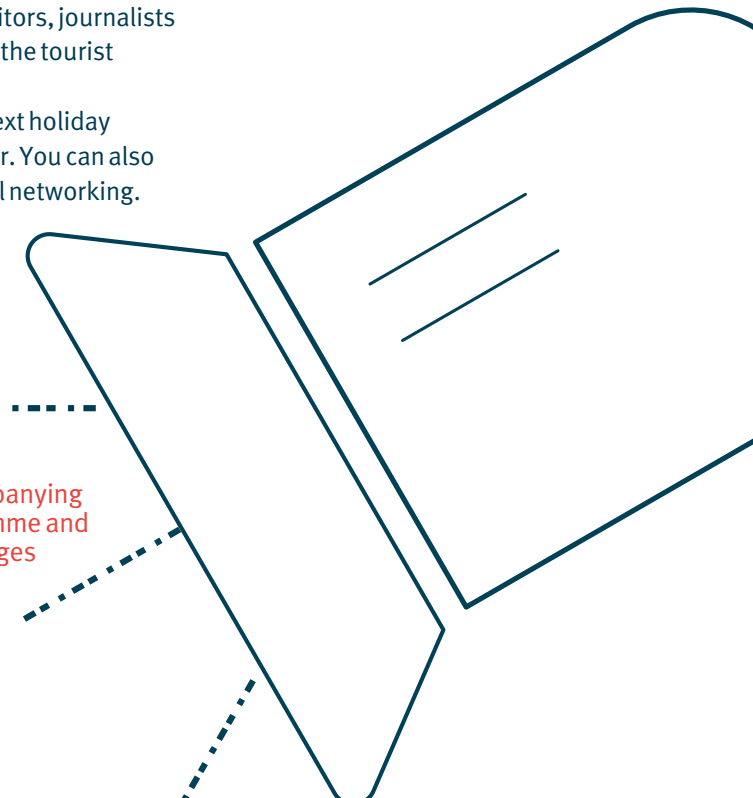 itors, journalists
the tourist
ext holiday
r. You can also
l networking.
panying
mme and
ges